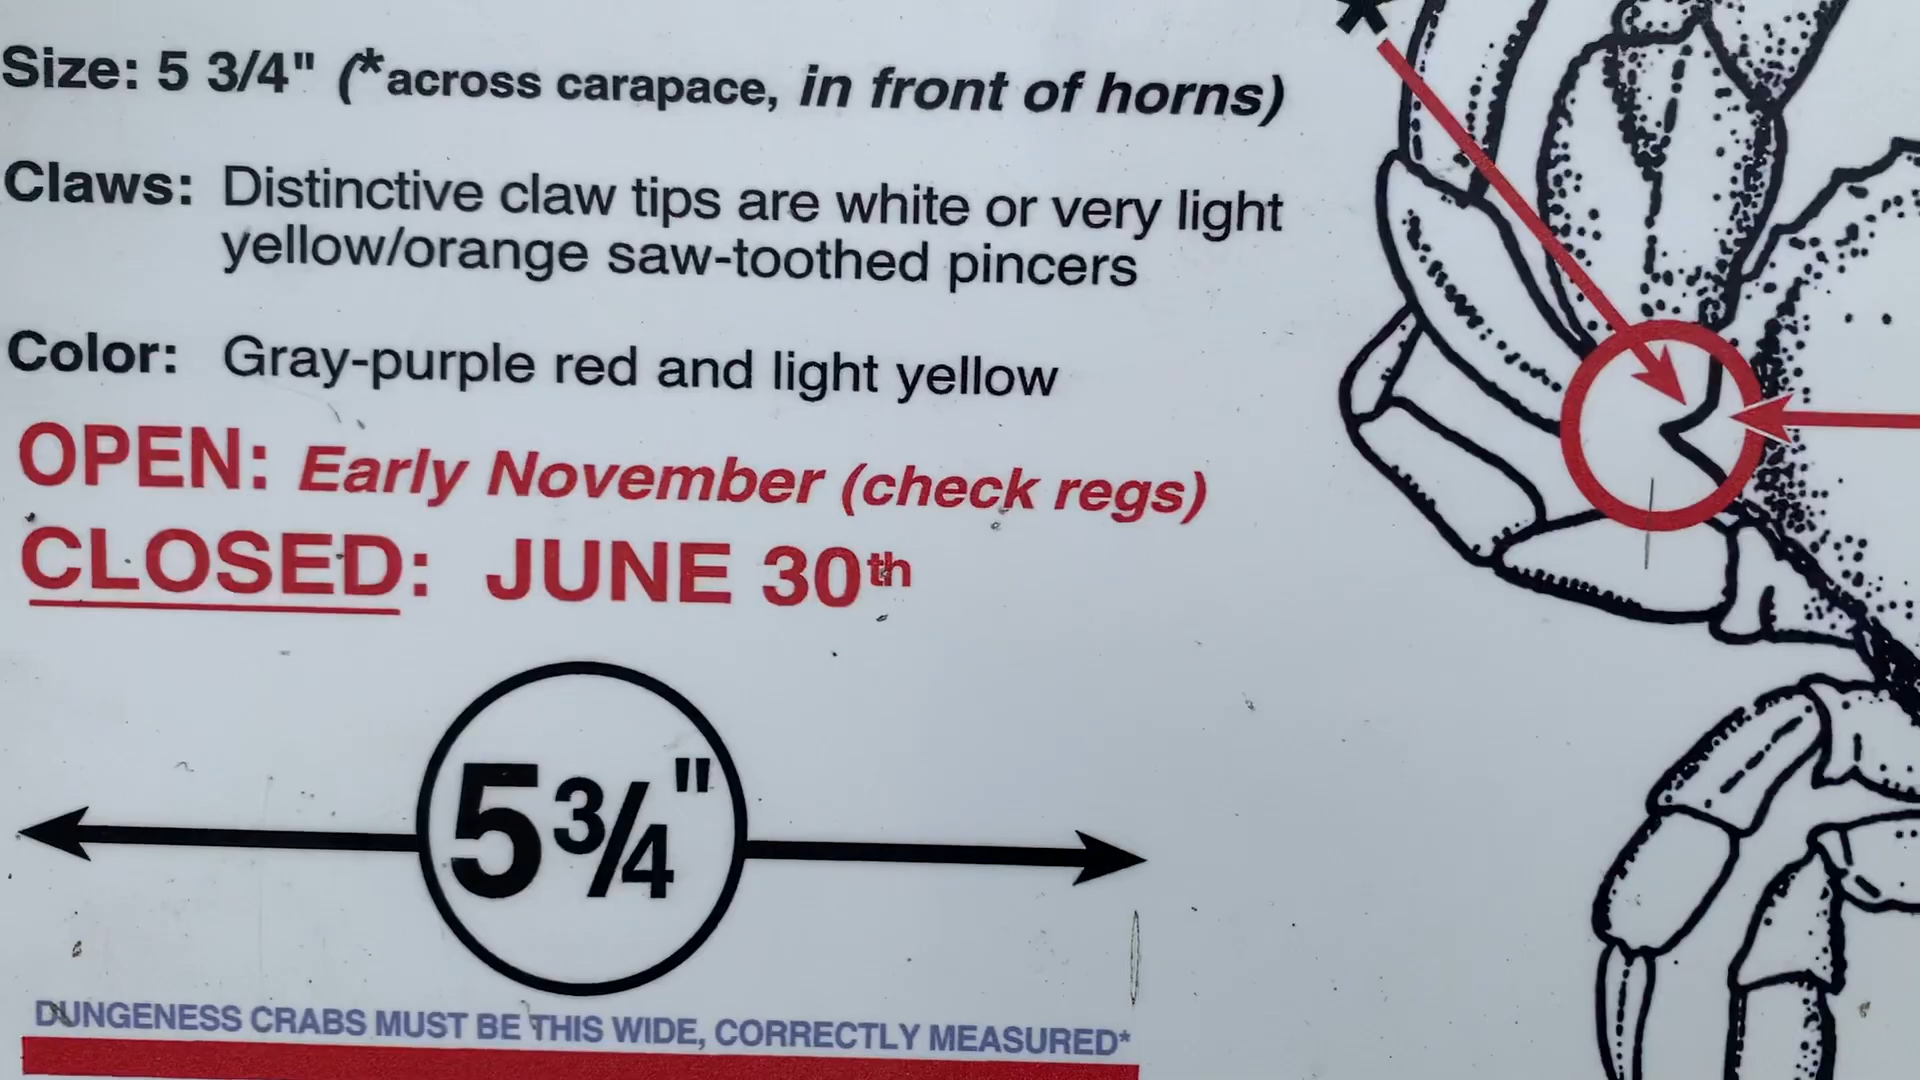 *
Size: 5 3/4" (*across carapace, in front of horns)
Claws: Distinctive claw tips are white or very light
yellow/orange saw-toothed pincers
Color: Gray-purple red and light yellow
OPEN: Early November (check regs)
CLOSED: JUNE 30th
5 3/4"
DUNGENESS CRABS MUST BE THIS WIDE, CORRECTLY MEASURED*